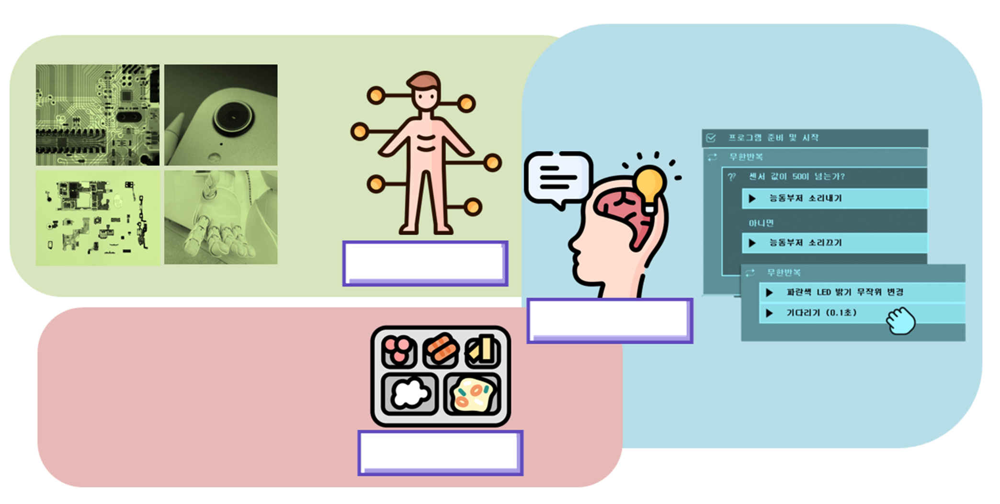 프로그램 준비 및 시작
무한반복
센서 값이 500이 넘는가?
능동부저 소리내기
아니면
능동부저 소리끄기
무한반복
파란색 LED 밝기 무작위 변경
기다리기 (0.1초)